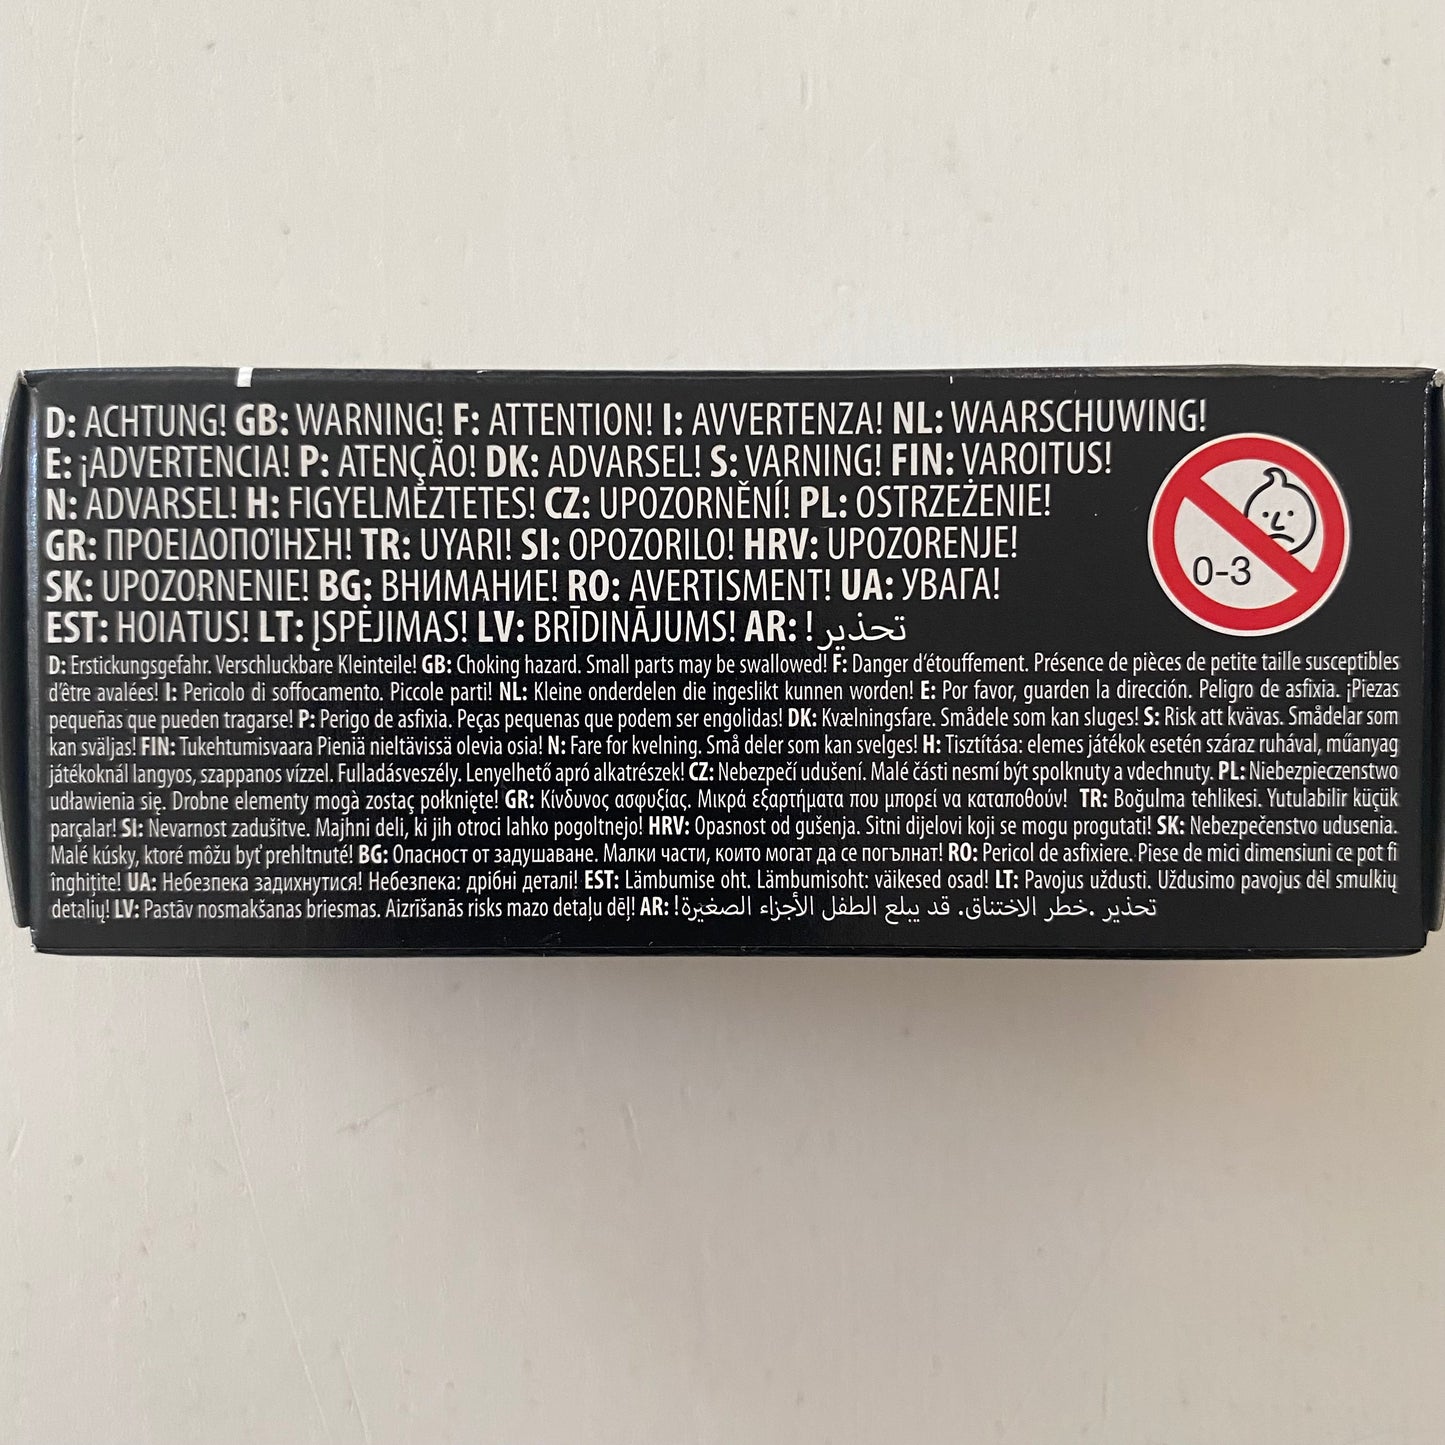 D: ACHTUNG! GB: WARNING! F: ATTENTION! I: AVVERTENZA! NL: WAARSCHUWING!
E: ¡ADVERTENCIA! P: ATENÇÃO! DK: ADVARSEL! S: VARNING! FIN: VAROITUS!
N: ADVARSEL! H: FIGYELMEZTETES! CZ: UPOZORNĚNÍ! PL: OSTRZEŻENIE!
GR: ΠΡΟΕΙΔΟΠΟΊΗΣΗ! TR: UYARI! SI: OPOZORILO! HRV: UPOZORENJE!
SK: UPOZORNENIE! BG: ВНИМАНИЕ! RO: AVERTISMENT! UA: УВАГА!
EST: HOIATUS! LT: ĮSPĖJIMAS! LV: BRĪDINĀJUMS! AR: تحذير!
D: Erstickungsgefahr. Verschluckbare Kleinteile! GB: Choking hazard. Small parts may be swallowed! F: Danger d'étouffement. Présence de pièces de petite taille susceptibles
d'être avalées! I: Pericolo di soffocamento. Piccole parti! NL: Kleine onderdelen die ingeslikt kunnen worden! E: Por favor, guarden la dirección. Peligro de asfixia. ¡Piezas
pequeñas que pueden tragarse! P: Perigo de asfixia. Peças pequenas que podem ser engolidas! DK: Kvælningsfare. Smådele som kan sluges! S: Risk att kvävas. Smådelar som
kan sväljas! FIN: Tukehtumisvaara Pieniä nieltävissä olevia osia! N: Fare for kvelning. Små deler som kan svelges! H: Tisztítása: elemes játékok esetén száraz ruhával, műanyag
játékoknál langyos, szappanos vízzel. Fulladásveszély. Lenyelhető apró alkatrészek! CZ: Nebezpečí udušení. Malé části nesmí být spolknuty a vdechnuty. PL: Niebezpieczenstwo
udławienia się. Drobne elementy mogà zostaç połknięte! GR: Κίνδυνος ασφυξίας. Μικρά εξαρτήματα που μπορεί να καταποθούν! TR: Boğulma tehlikesi. Yutulabilir küçük
parçalar! SI: Nevarnost zadušitve. Majhni deli, ki jih otroci lahko pogoltnejo! HRV: Opasnost od gušenja. Sitni dijelovi koji se mogu progutati! SK: Nebezpečenstvo udusenia.
Malé kúsky, ktoré môžu byť prehltnuté! BG: Опасност от задушаване. Малки части, които могат да се погълнат! RO: Pericol de asfixiere. Piese de mici dimensiuni ce pot fi
înghițite! UA: Небезпека задихнутися! Небезпека: дрібні деталі! EST: Lämbumise oht. Lämbumisoht: väikesed osad! LT: Pavojus uždusti. Uždusimo pavojus dėl smulkių
detalių! LV: Pastāv nosmakšanas briesmas. Aizrīšanās risks mazo detaļu dēļ! AR: تحذير .خطر الاختناق. قد يبلع الطفل الأجزاء الصغيرة!
0-3